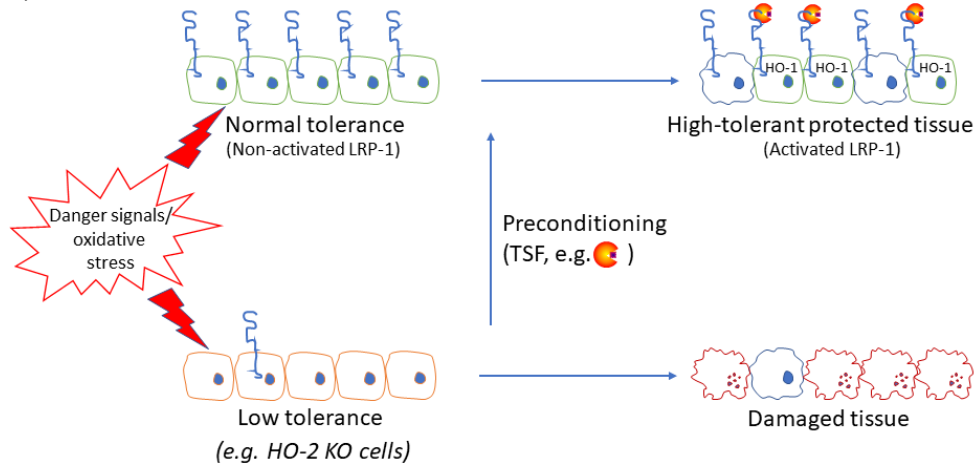 HO-1
HO-1
HO-1
Normal tolerance
(Non-activated LRP-1)
High-tolerant protected tissue
(Activated LRP-1)
Danger signals/
oxidative
stress
Preconditioning
(TSF, e.g. )
Low tolerance
(e.g. HO-2 KO cells)
Damaged tissue